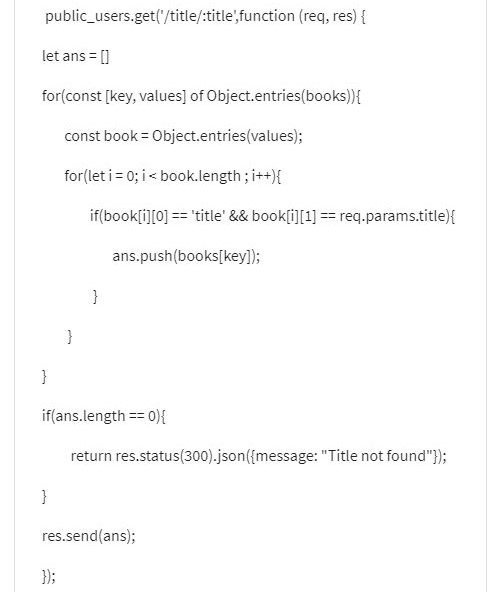 public_users.get('/title/:title',function (req, res) {
let ans = []
for(const [key, values] of Object.entries(books)){
const book = Object.entries(values);
for(let i = 0; i < book.length ; i++){
if(book[i][0] == 'title' && book[i][1] == req.params.title){
ans.push(books[key]);
}
}
}
if(ans.length == 0){
return res.status(300).json({message: "Title not found"});
}
res.send(ans);
});